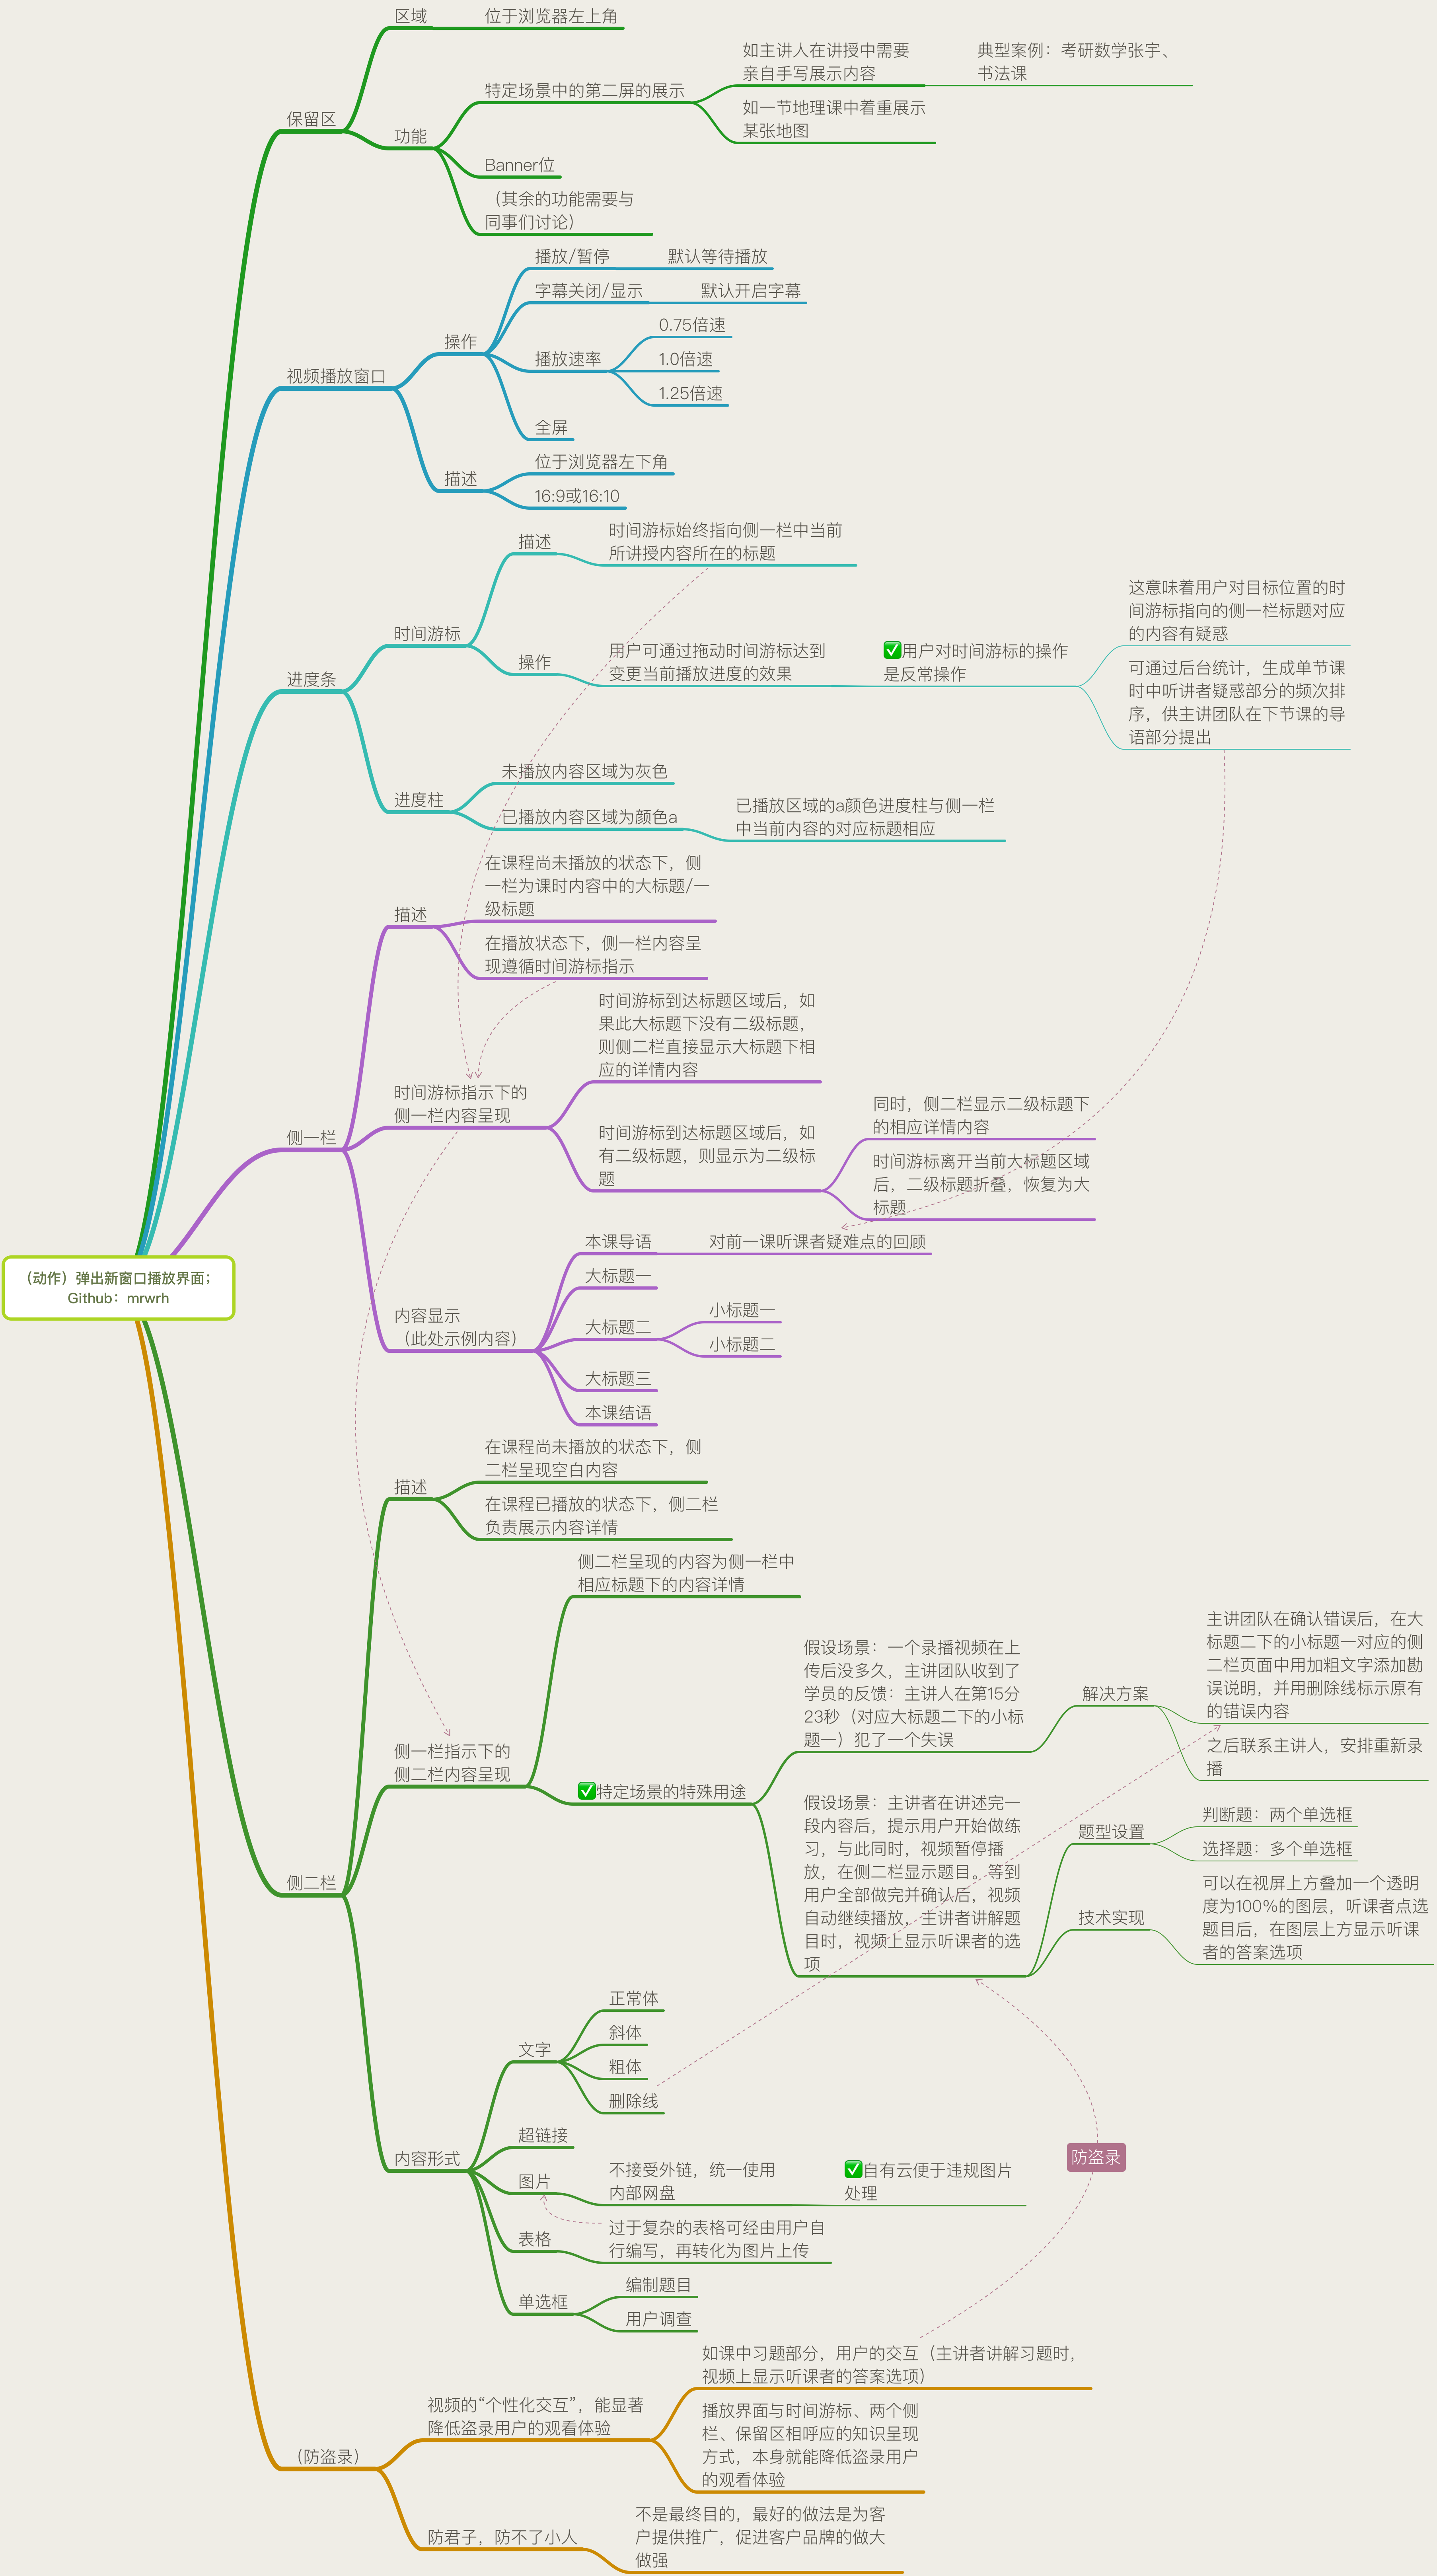 区域
位于浏览器左上角
保留区
功能
特定场景中的第二屏的展示
如主讲人在讲授中需要
亲自手写展示内容
典型案例：考研数学张宇、
书法课
如一节地理课中着重展示
某张地图
Banner位
（其余的功能需要与
同事们讨论）
视频播放窗口
操作
播放/暂停
默认等待播放
字幕关闭/显示
默认开启字幕
播放速率
0.75倍速
1.0倍速
1.25倍速
全屏
描述
位于浏览器左下角
16:9或16:10
进度条
时间游标
描述
时间游标始终指向侧一栏中当前
所讲授内容所在的标题
操作
用户可通过拖动时间游标达到
变更当前播放进度的效果
✅用户对时间游标的操作
是反常操作
这意味着用户对目标位置的时
间游标指向的侧一栏标题对应
的内容有疑惑
可通过后台统计，生成单节课
时中听讲者疑惑部分的频次排
序，供主讲团队在下节课的导
语部分提出
进度柱
未播放内容区域为灰色
已播放内容区域为颜色a
已播放区域的a颜色进度柱与侧一栏
中当前内容的对应标题相应
侧一栏
描述
在课程尚未播放的状态下，侧
一栏为课时内容中的大标题/一
级标题
在播放状态下，侧一栏内容呈
现遵循时间游标指示
时间游标指示下的
侧一栏内容呈现
时间游标到达标题区域后，如
果此大标题下没有二级标题，
则侧二栏直接显示大标题下相
应的详情内容
时间游标到达标题区域后，如
有二级标题，则显示为二级标
题
同时，侧二栏显示二级标题下
的相应详情内容
时间游标离开当前大标题区域
后，二级标题折叠，恢复为大
标题
内容显示
（此处示例内容）
本课导语
对前一课听课者疑难点的回顾
大标题一
大标题二
小标题一
小标题二
大标题三
本课结语
（动作）弹出新窗口播放界面；
Github：mrwrh
侧二栏
描述
在课程尚未播放的状态下，侧
二栏呈现空白内容
在课程已播放的状态下，侧二栏
负责展示内容详情
侧一栏指示下的
侧二栏内容呈现
侧二栏呈现的内容为侧一栏中
相应标题下的内容详情
✅特定场景的特殊用途
假设场景：一个录播视频在上
传后没多久，主讲团队收到了
学员的反馈：主讲人在第15分
23秒（对应大标题二下的小标
题一）犯了一个失误
解决方案
主讲团队在确认错误后，在大
标题二下的小标题一对应的侧
二栏页面中用加粗文字添加勘
误说明，并用删除线标示原有
的错误内容
之后联系主讲人，安排重新录
播
假设场景：主讲者在讲述完一
段内容后，提示用户开始做练
习，与此同时，视频暂停播
放，在侧二栏显示题目。等到
用户全部做完并确认后，视频
自动继续播放，主讲者讲解题
目时，视频上显示听课者的选
项
题型设置
判断题：两个单选框
选择题：多个单选框
技术实现
可以在视屏上方叠加一个透明
度为100%的图层，听课者点选
题目后，在图层上方显示听课
者的答案选项
内容形式
文字
正常体
斜体
粗体
删除线
超链接
图片
不接受外链，统一使用
内部网盘
✅自有云便于违规图片
处理
表格
过于复杂的表格可经由用户自
行编写，再转化为图片上传
单选框
编制题目
用户调查
防盗录
（防盗录）
视频的“个性化交互”，能显著
降低盗录用户的观看体验
如课中习题部分，用户的交互（主讲者讲解习题时，
视频上显示听课者的答案选项）
播放界面与时间游标、两个侧
栏、保留区相呼应的知识呈现
方式，本身就能降低盗录用户
的观看体验
防君子，防不了小人
不是最终目的，最好的做法是为客
户提供推广，促进客户品牌的做大
做强